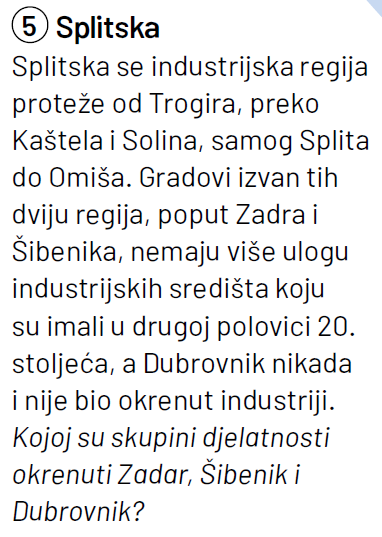 5 Splitska
Splitska se industrijska regija
proteže od Trogira, preko
Kaštela i Solina, samog Splita
do Omiša. Gradovi izvan tih
dviju regija, poput Zadra i
Šibenika, nemaju više ulogu
industrijskih središta koju
su imali u drugoj polovici 20.
stoljeća, a Dubrovnik nikada
i nije bio okrenut industriji.
Kojoj su skupini djelatnosti
okrenuti Zadar, Šibenik i
Dubrovnik?